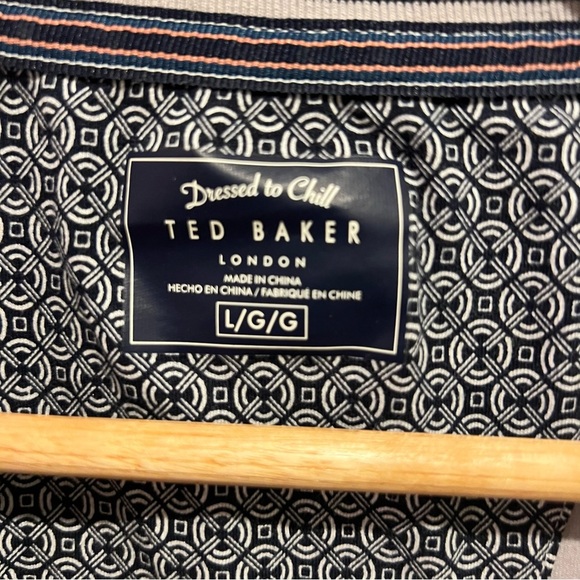 Dressed to Chill
TED BAKER
LONDON
MADE IN CHINA
HECHO EN CHINA / FABRIQUÉ EN CHINE
L/G/G